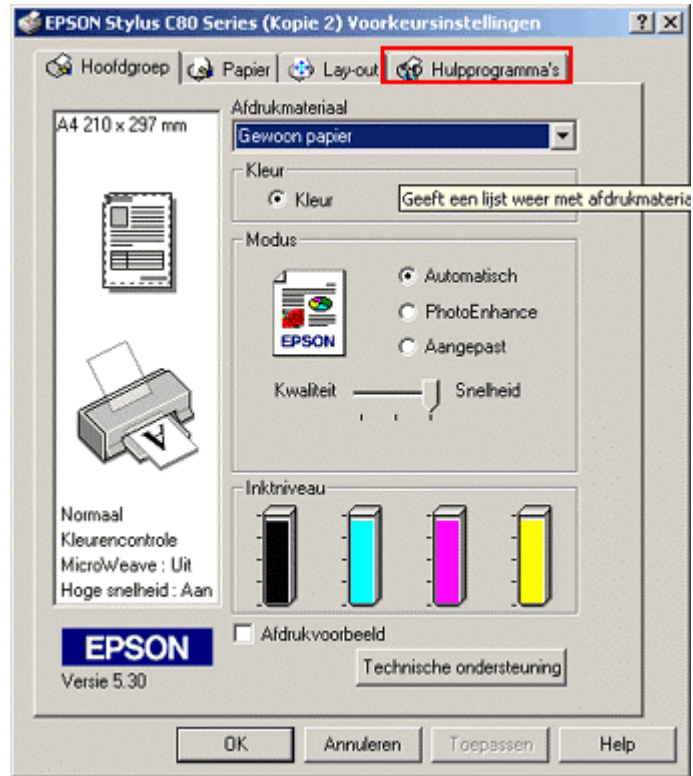 EPSON Stylus C80 Series (Kopie 2) Voorkeursinstellingen
Hoofdgroep Papier Lay-out Hulpprogramma's
A4 210 x 297 mm
Afdrukmateriaal
Gewoon papier
Kleur
Kleur
Geeft een lijst weer met afdrukmateria
Modus
EPSON
Automatisch
PhotoEnhance
Aangepast
Kwaliteit Snelheid
A
Normaal
Kleurencontrole
MicroWeave : Uit
Hoge snelheid : Aan
Inktniveau
EPSON
Versie 5.30
Afdrukvoorbeeld
Technische ondersteuning
OK Annuleren Toepassen Help